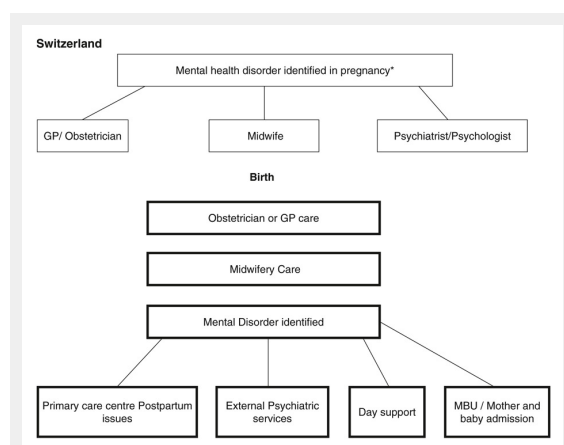 Switzerland
Mental health disorder identified in pregnancy*
GP/ Obstetrician
Midwife
Psychiatrist/Psychologist
Birth
Obstetrician or GP care
Midwifery Care
Mental Disorder identified
Primary care centre Postpartum
issues
External Psychiatric
services
Day support
MBU / Mother and
baby admission